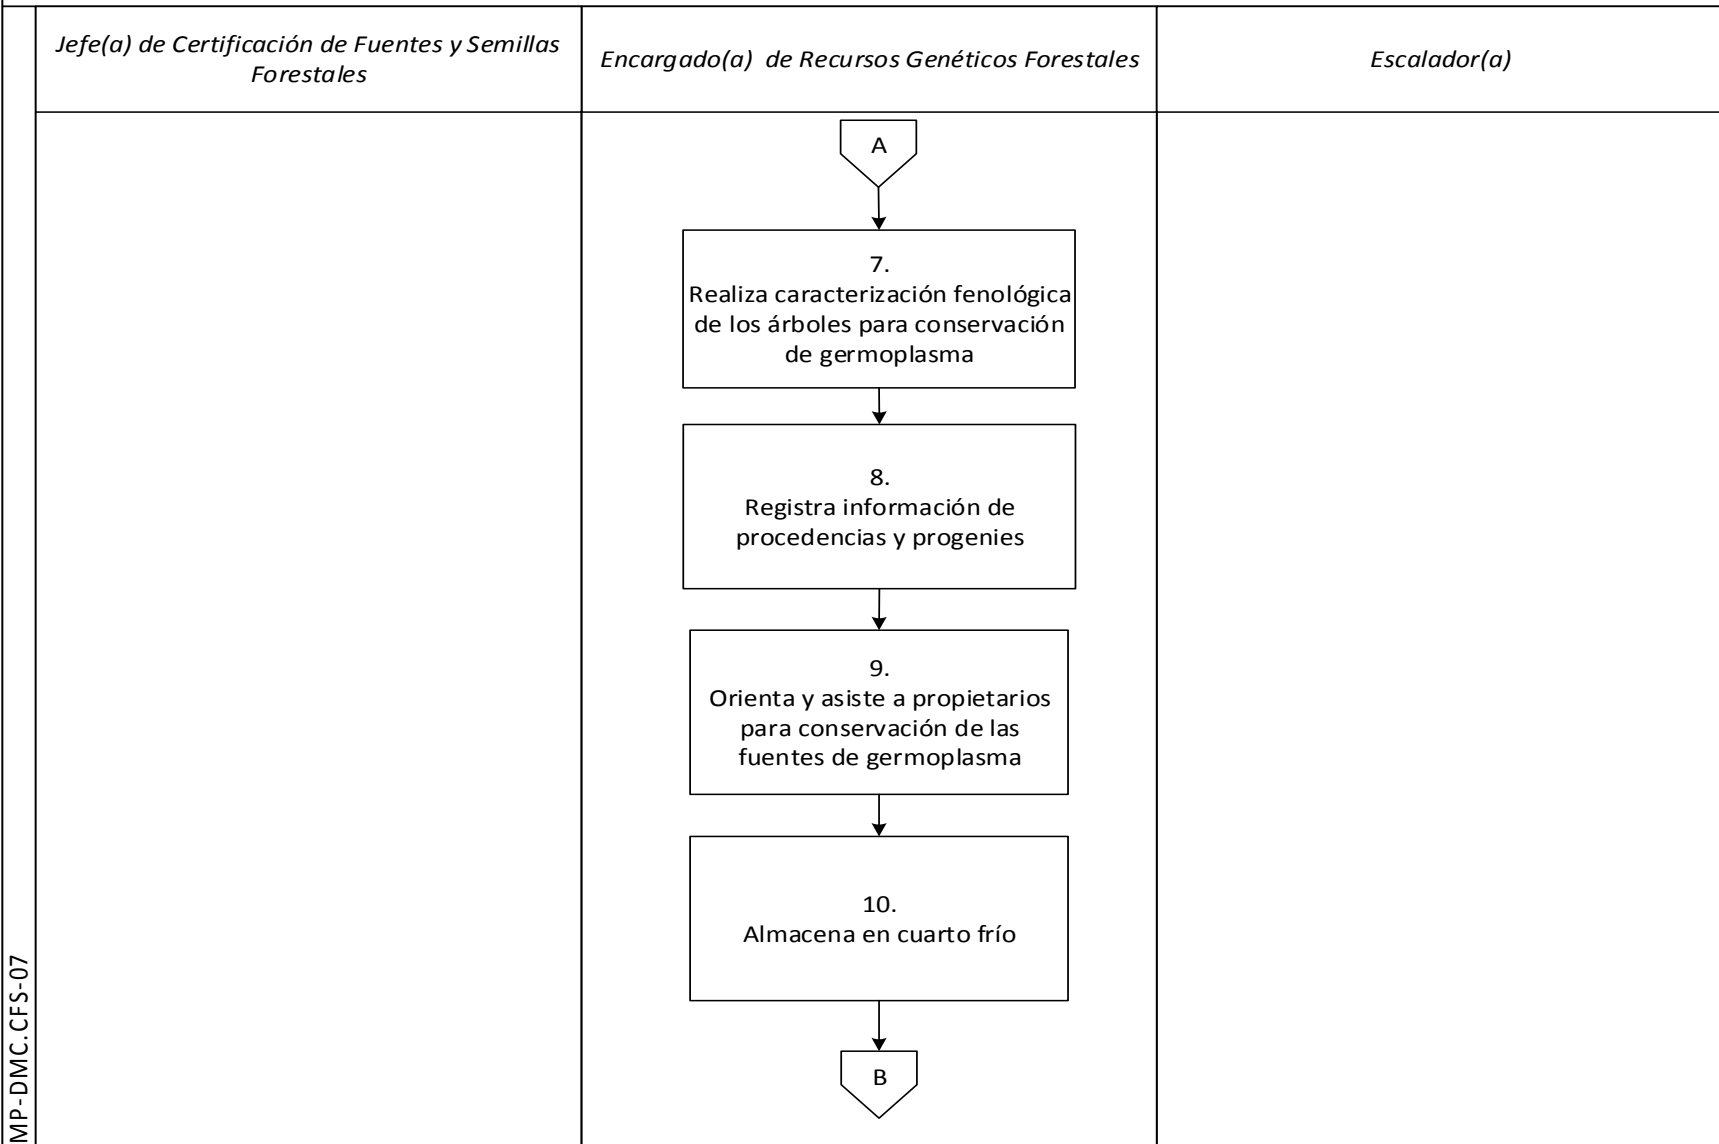 Jefe(a) de Certificación de Fuentes y Semillas
Forestales
Encargado(a) de Recursos Genéticos Forestales
Escalador(a)
A
7.
Realiza caracterización fenológica
de los árboles para conservación
de germoplasma
8.
Registra información de
procedencias y progenies
9.
Orienta y asiste a propietarios
para conservación de las
fuentes de germoplasma
10.
Almacena en cuarto frío
B
MP-DMC.CFS-07